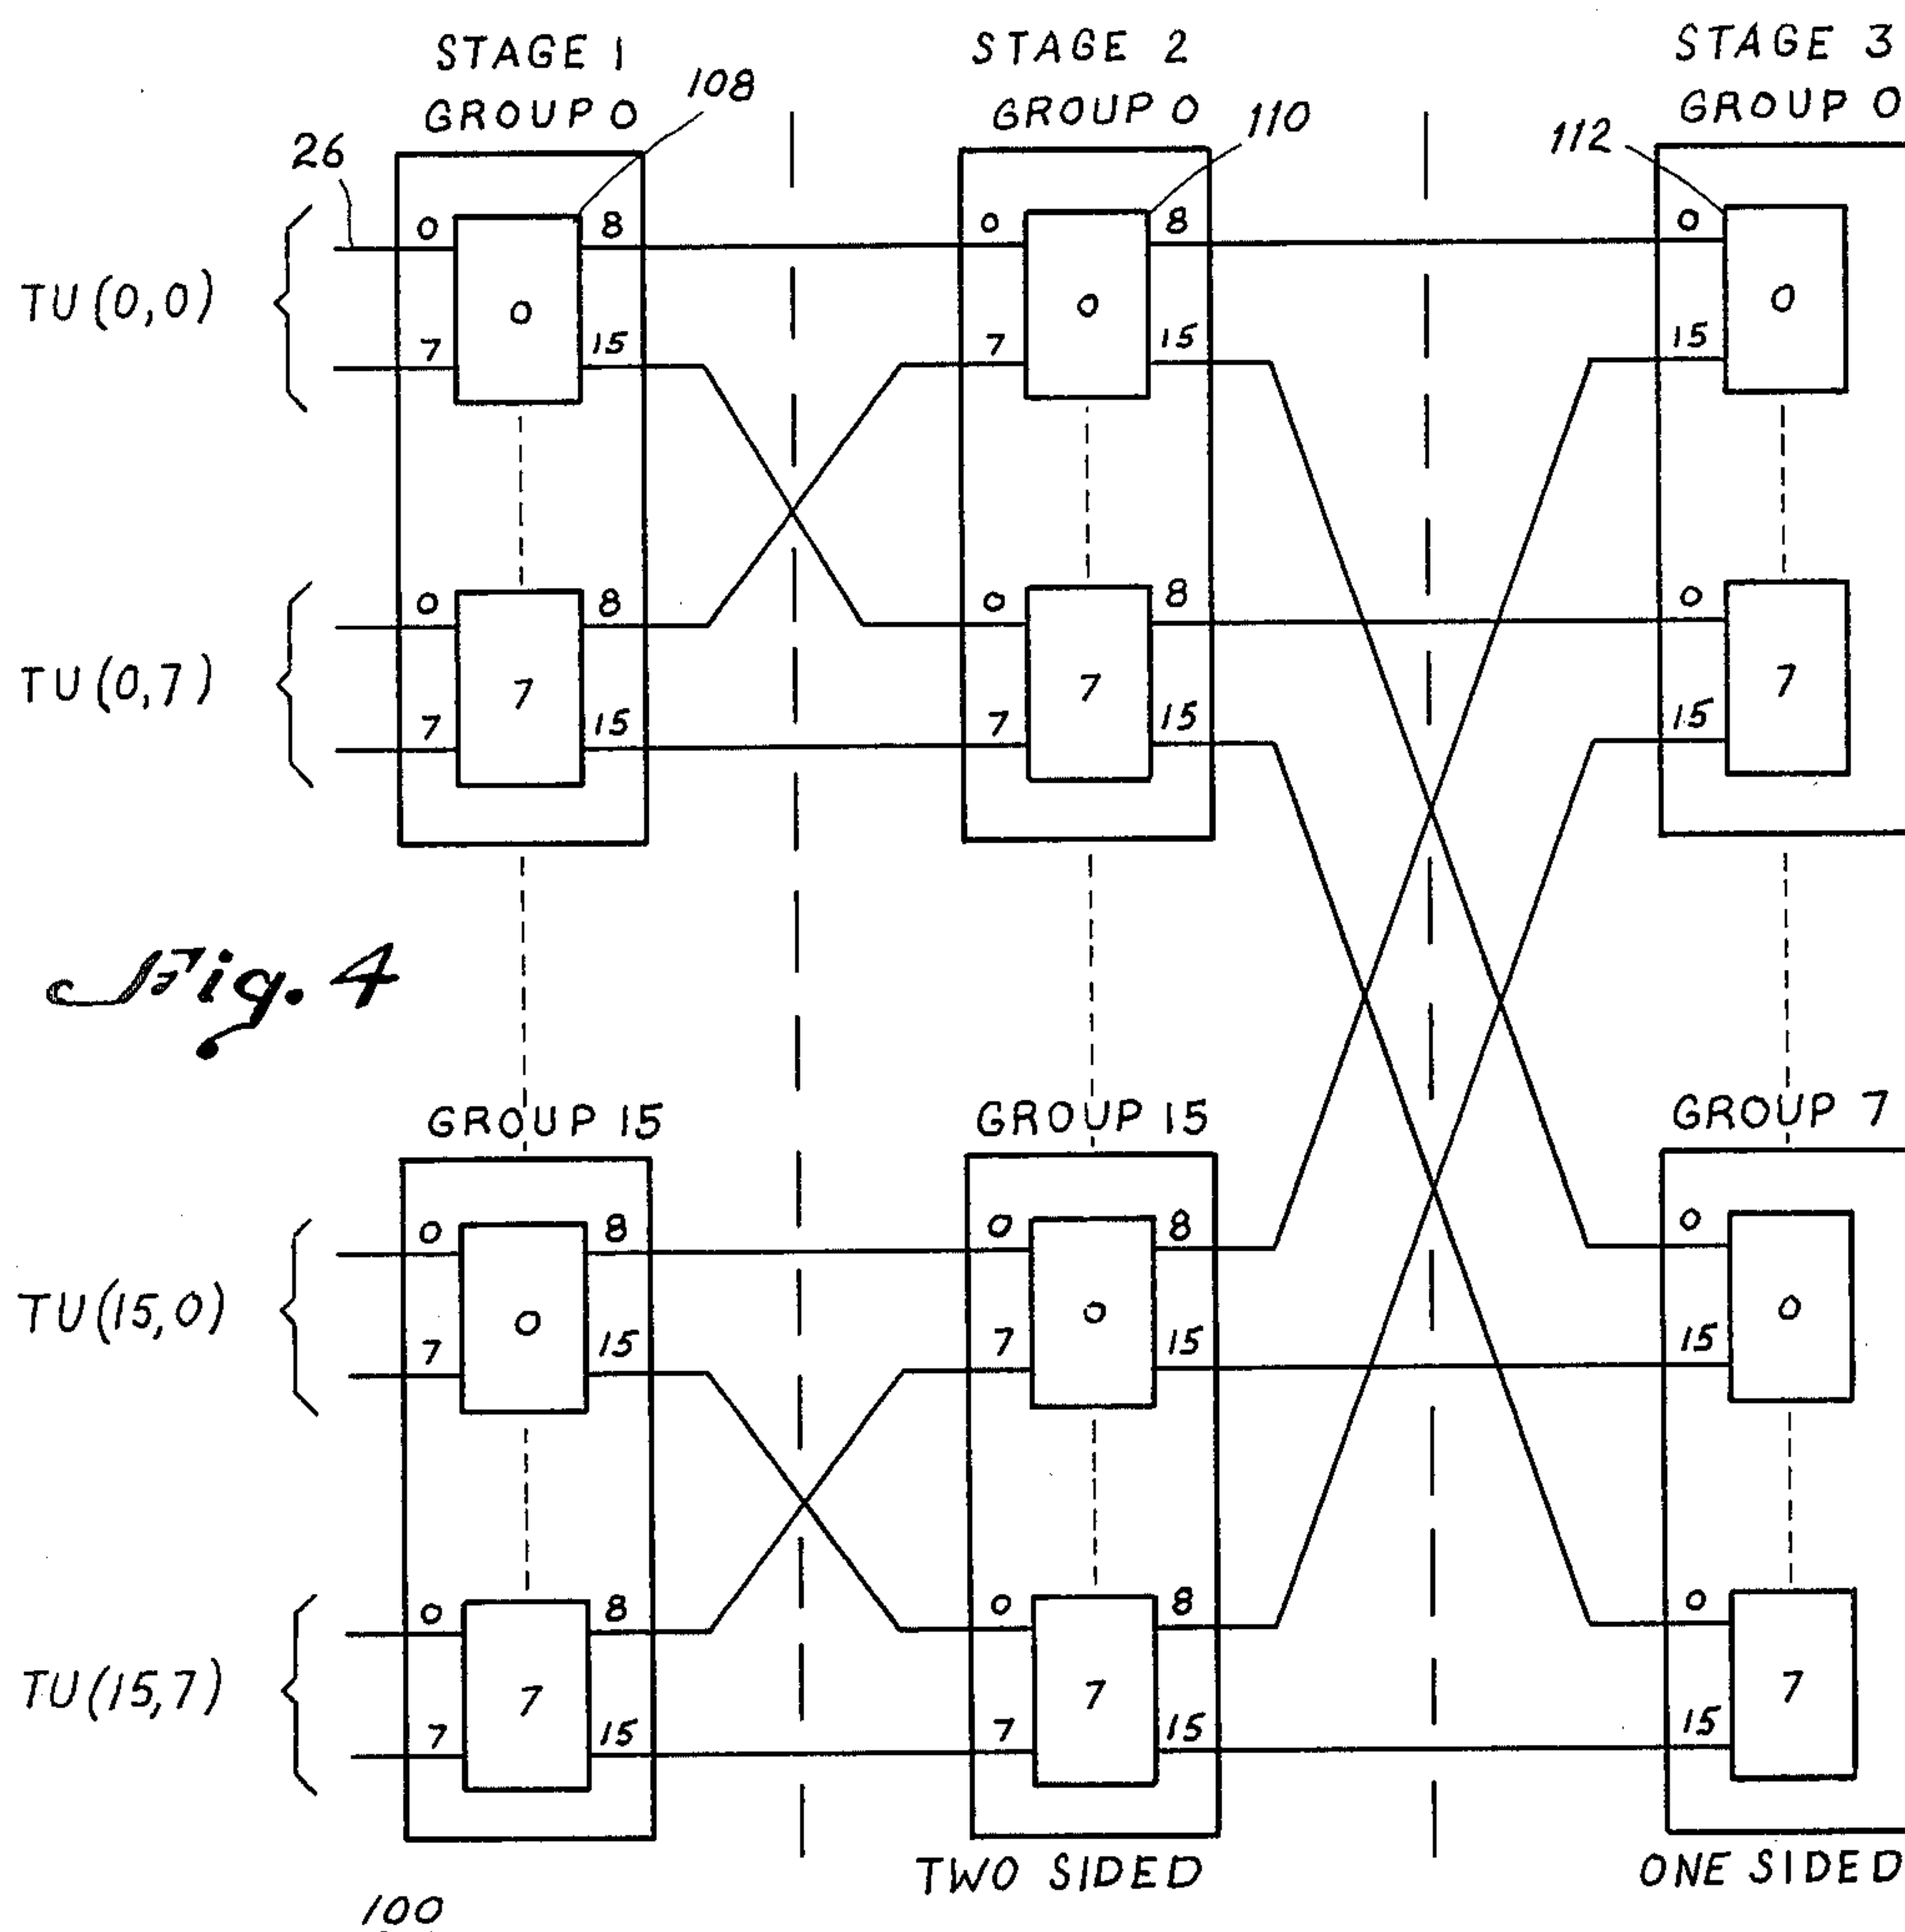 STAGE 1
GROUP 0
108
STAGE 2
GROUP 0
110
STAGE 3
GROUP 0
112
26
TU(0,0)
0 8 0 8 0
0 0 0
7 15 7 15 15
TU(0,7)
0 8 0 8 0
7 7 7
7 15 7 15 15
Fig. 4
GROUP 15 GROUP 15 GROUP 7
TU(15,0)
0 8 0 8 0
0 0 0
7 15 7 15 15
TU(15,7)
0 8 0 8 0
7 7 7
7 15 7 15 15
TWO SIDED
ONE SIDED
100